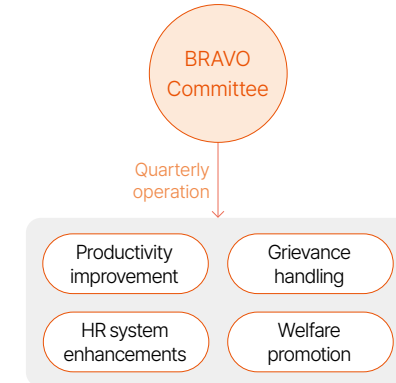 BRAVO
Committee
Quarterly
operation
Productivity
improvement
Grievance
handling
HR system
enhancements
Welfare
promotion